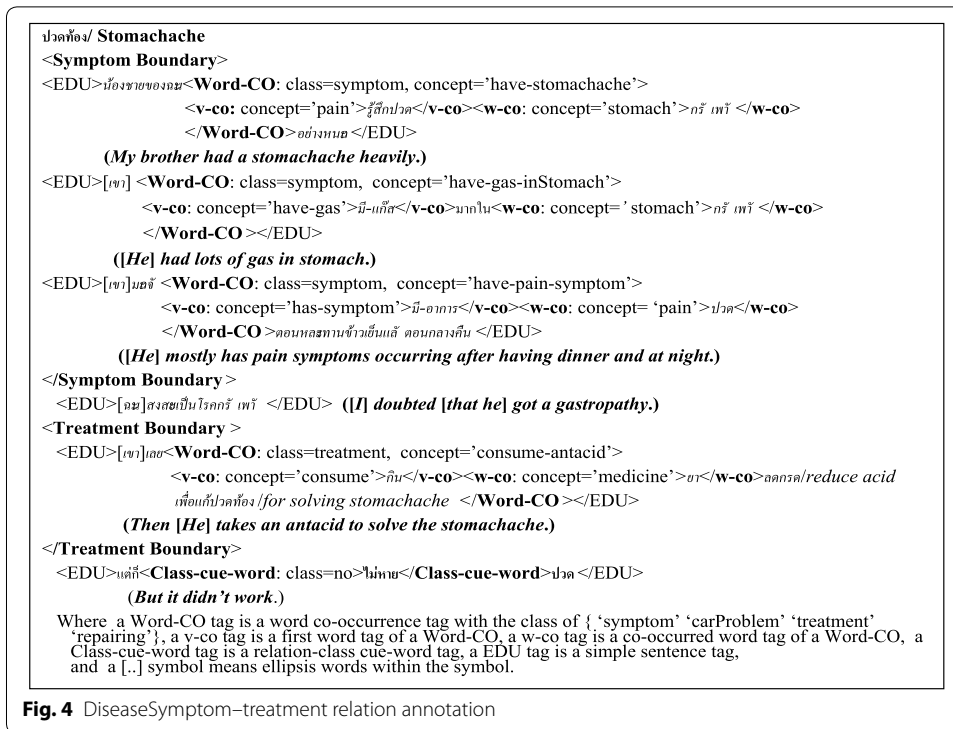 ปวดท้อง/ Stomachache
<Symptom Boundary>
<EDU>น้องชายของฉัน<Word-CO: class=symptom, concept='have-stomachache'>
<v-co: concept='pain'>รู้สึกปวด</v-co><w-co: concept='stomach'>กร เพา </w-co>
</Word-CO>อย่างหน </EDU>
(My brother had a stomachache heavily.)
<EDU>[เขา] <Word-CO: class=symptom, concept='have-gas-inStomach'>
<v-co: concept='have-gas'>มี-แก๊ส</v-co>มากใน<w-co: concept= 'stomach'>กร เพา </w-co>
</Word-CO ></EDU>
([He] had lots of gas in stomach.)
<EDU>[เขา] <Word-CO: class=symptom, concept='have-pain-symptom'>
<v-co: concept='has-symptom'>มี-อาการ</v-co><w-co: concept= 'pain'>ปวด</w-co>
</Word-CO >ตอนหลังทานข้าวเย็นแล ตอนกลางคืน </EDU>
([He] mostly has pain symptoms occurring after having dinner and at night.)
</Symptom Boundary >
<EDU>[ฉัน]สงสัยเป็นโรคกร เพา </EDU> ([I] doubted [that he] got a gastropathy.)
<Treatment Boundary >
<EDU>[เขา]เลย<Word-CO: class=treatment, concept='consume-antacid'>
<v-co: concept='consume'>กิน</v-co><w-co: concept='medicine'>ยา</w-co>ลดกรด/reduce acid
เพื่อแก้ปวดท้อง /for solving stomachache </Word-CO ></EDU>
(Then [He] takes an antacid to solve the stomachache.)
</Treatment Boundary>
<EDU>แต่ก็<Class-cue-word: class=no>ไม่หาย</Class-cue-word>ปวด </EDU>
(But it didn't work.)
Where a Word-CO tag is a word co-occurrence tag with the class of { 'symptom' 'carProblem' 'treatment'
'repairing'}, a v-co tag is a first word tag of a Word-CO, a w-co tag is a co-occurred word tag of a Word-CO, a
Class-cue-word tag is a relation-class cue-word tag, a EDU tag is a simple sentence tag,
and a [..] symbol means ellipsis words within the symbol.
Fig. 4 DiseaseSymptom–treatment relation annotation